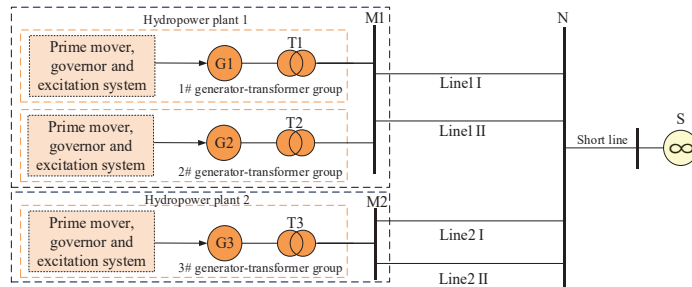 Hydropower plant 1
M1
N
Prime mover,
governor and
excitation system
G1
T1
1# generator-transformer group
Line1 I
Prime mover,
governor and
excitation system
G2
T2
2# generator-transformer group
Line1 II
Short line
S
∞
Hydropower plant 2
M2
Prime mover,
governor and
excitation system
G3
T3
3# generator-transformer group
Line2 I
Line2 II